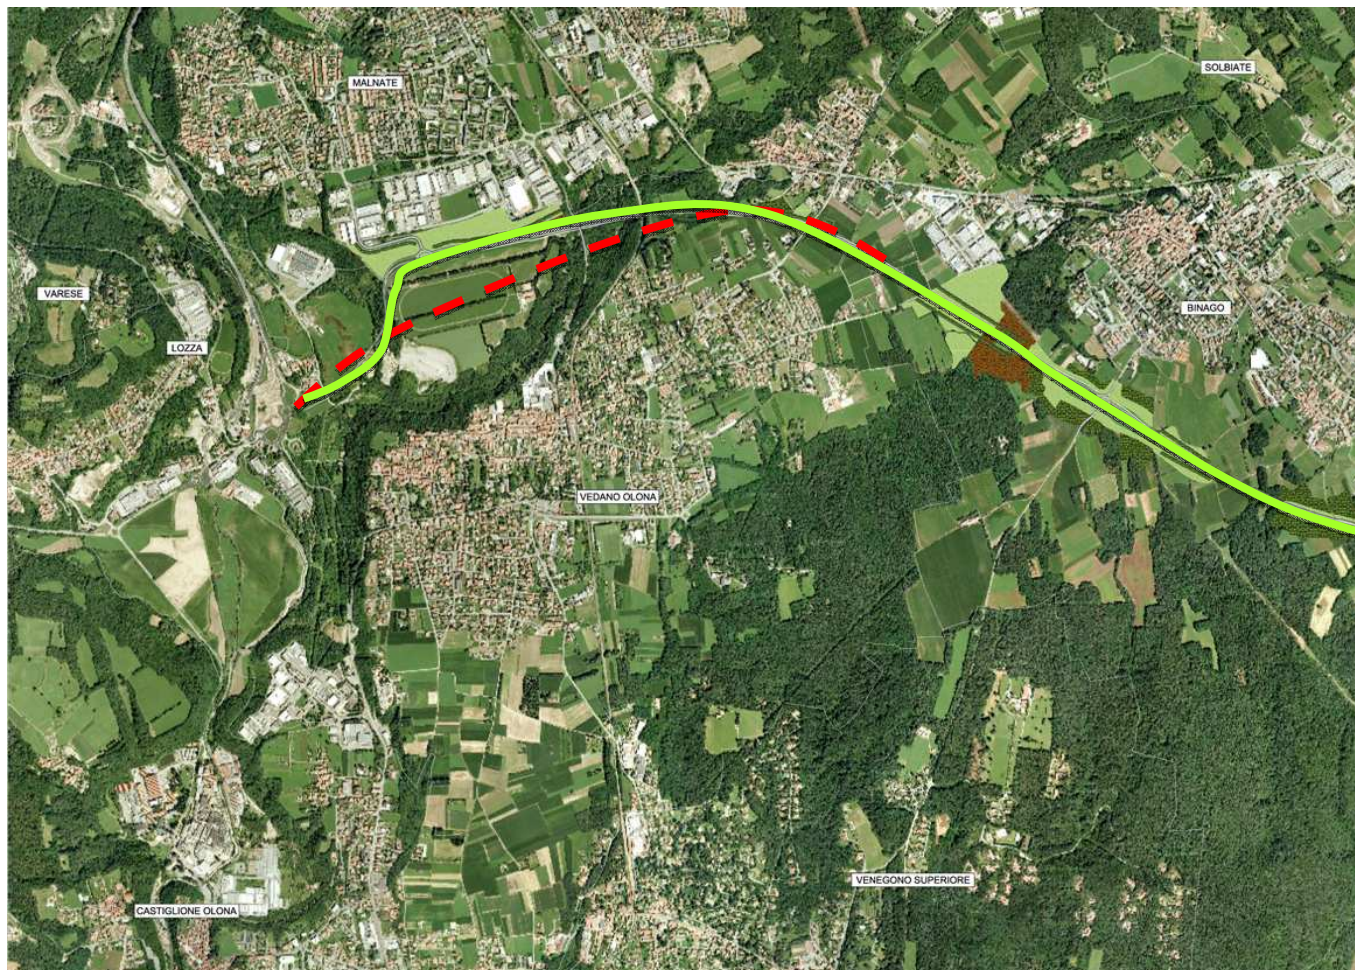 SOLBIATE
MALNATE
VARESE
BINAGO
LOZZA
VEDANO OLONA
VENEGONO SUPERIORE
CASTIGLIONE OLONA